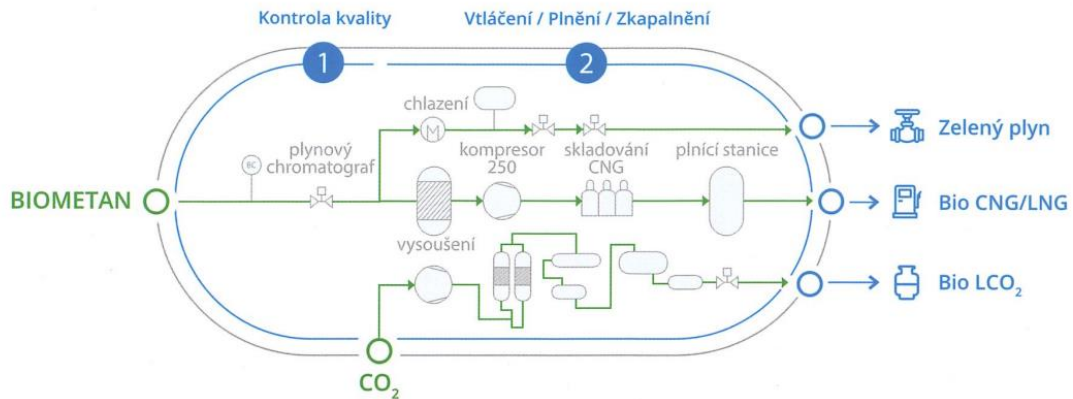 Kontrola kvality
Vtláčení / Plnění / Zkapalnění
1
2
chlazení
M
Zelený plyn
BC
plynový
chromatograf
kompresor
250
skladování
CNG
plnící stanice
BIOMETAN
Bio CNG/LNG
vysoušení
Bio LCO₂
CO₂